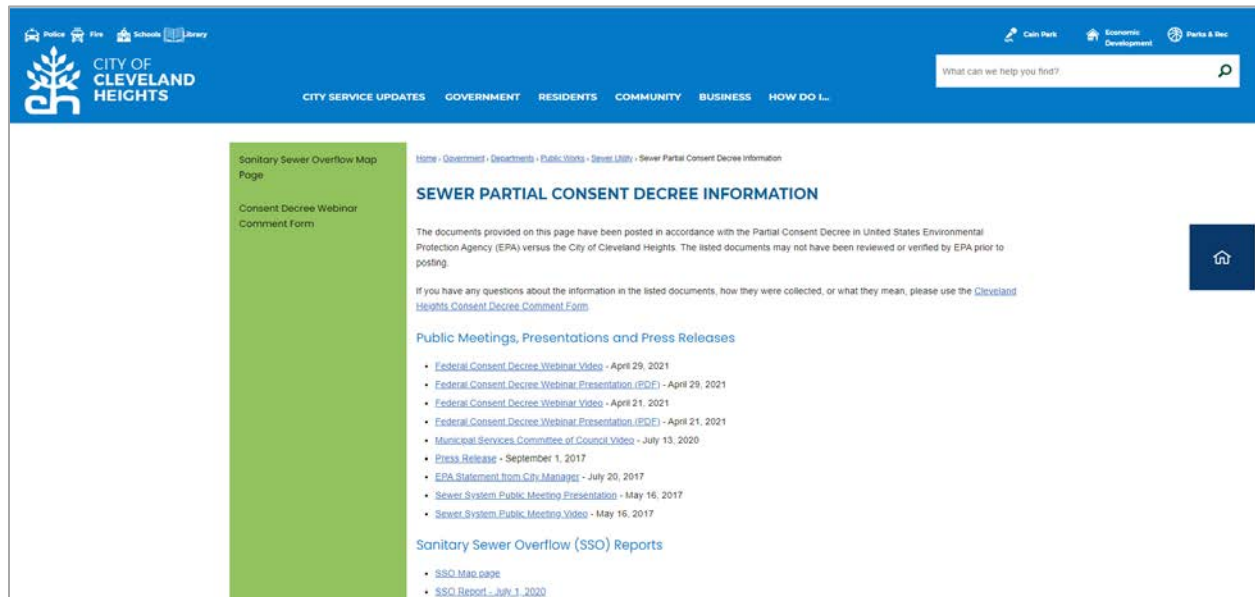 Police Fire Schools Library
Cain Park
Economic
Development
Parks & Rec
CITY OF
CLEVELAND
HEIGHTS
What can we help you find?
CITY SERVICE UPDATES GOVERNMENT RESIDENTS COMMUNITY BUSINESS HOW DO I...
Sanitary Sewer Overflow Map
Page
Consent Decree Webinar
Comment Form
Home › Government › Departments › Public Works › Sewer Utility › Sewer Partial Consent Decree Information
SEWER PARTIAL CONSENT DECREE INFORMATION
The documents provided on this page have been posted in accordance with the Partial Consent Decree in United States Environmental
Protection Agency (EPA) versus the City of Cleveland Heights. The listed documents may not have been reviewed or verified by EPA prior to
posting.
If you have any questions about the information in the listed documents, how they were collected, or what they mean, please use the Cleveland
Heights Consent Decree Comment Form.
Public Meetings, Presentations and Press Releases
• Federal Consent Decree Webinar Video - April 29, 2021
• Federal Consent Decree Webinar Presentation (PDF) - April 29, 2021
• Federal Consent Decree Webinar Video - April 21, 2021
• Federal Consent Decree Webinar Presentation (PDF) - April 21, 2021
• Municipal Services Committee of Council Video - July 13, 2020
• Press Release - September 1, 2017
• EPA Statement from City Manager - July 20, 2017
• Sewer System Public Meeting Presentation - May 16, 2017
• Sewer System Public Meeting Video - May 16, 2017
Sanitary Sewer Overflow (SSO) Reports
• SSO Map page
• SSO Report - July 1, 2020